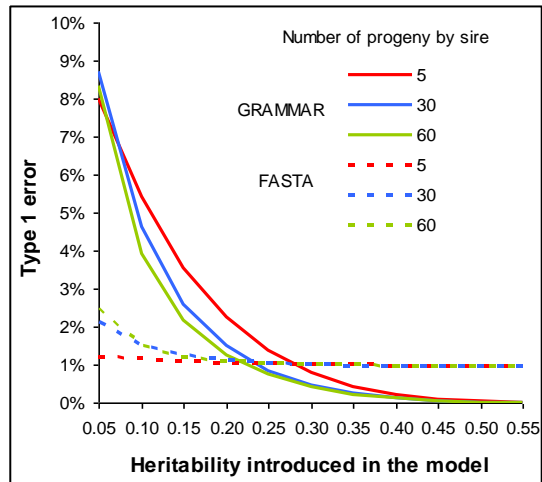 Number of progeny by sire
GRAMMAR
5
30
60
FASTA
5
30
60
Type 1 error
10%
9%
8%
7%
6%
5%
4%
3%
2%
1%
0%
0.05 0.10 0.15 0.20 0.25 0.30 0.35 0.40 0.45 0.50 0.55
Heritability introduced in the model